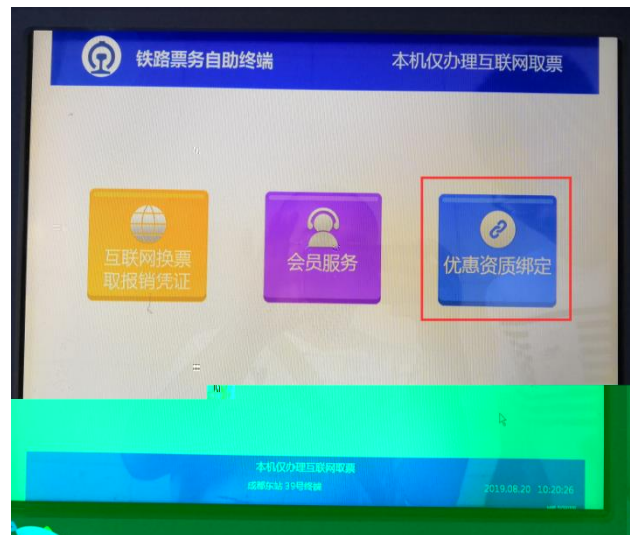 铁路票务自助终端
本机仅办理互联网取票
互联网换票
取报销凭证
会员服务
优惠资质绑定
本机仅办理互联网取票
成都东站 39号终端
2019.08.20 10:20:26